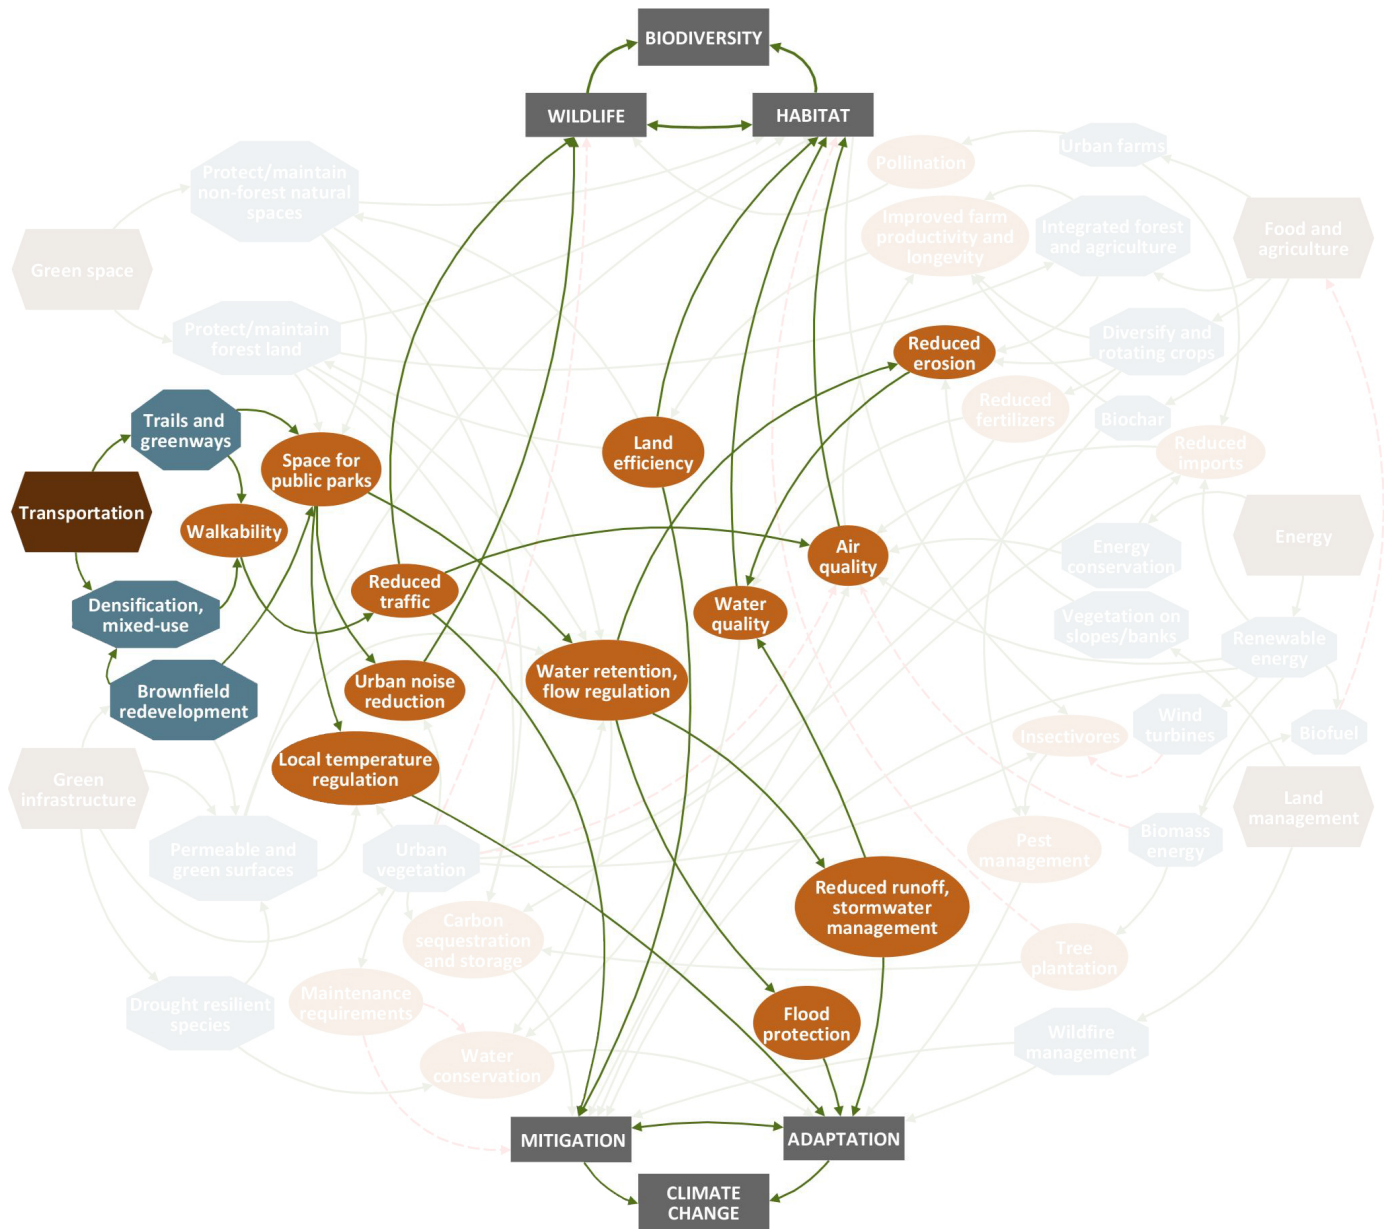 BIODIVERSITY
WILDLIFE
HABITAT
Protect/maintain
non-forest natural
spaces
Pollination
Urban farms
Improved farm
productivity and
longevity
Integrated forest
and agriculture
Food and
agriculture
Green space
Protect/maintain
forest land
Reduced
erosion
Diversify and
rotating crops
Reduced
fertilizers
Biochar
Reduced
imports
Trails and
greenways
Space for
public parks
Land
efficiency
Transportation
Walkability
Air
quality
Energy
conservation
Energy
Densification,
mixed-use
Reduced
traffic
Water
quality
Vegetation on
slopes/banks
Renewable
energy
Brownfield
redevelopment
Urban noise
reduction
Water retention,
flow regulation
Insectivores
Wind
turbines
Biofuel
Local temperature
regulation
Green
infrastructure
Land
management
Permeable and
green surfaces
Urban
vegetation
Pest
management
Biomass
energy
Reduced runoff,
stormwater
management
Carbon
sequestration
and storage
Tree
plantation
Drought resilient
species
Maintenance
requirements
Flood
protection
Wildfire
management
Water
conservation
MITIGATION
ADAPTATION
CLIMATE
CHANGE